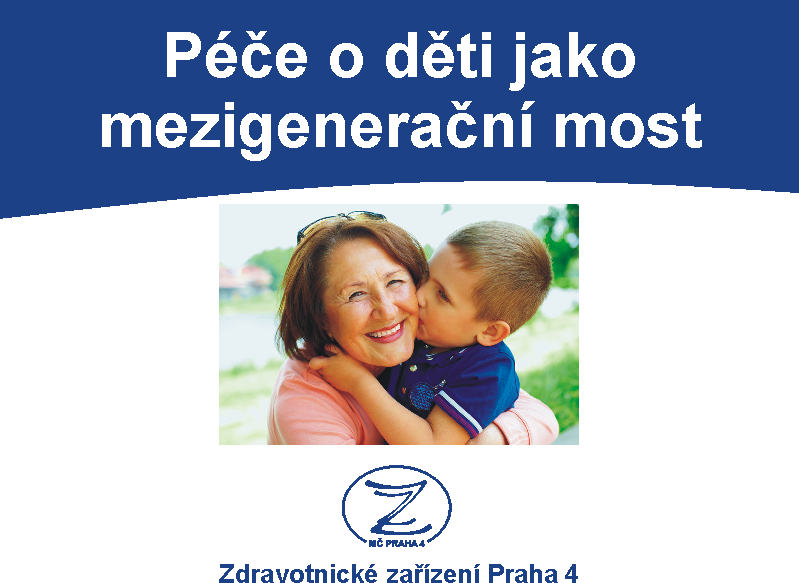 Péče o děti jako
mezigenerační most
Z
MČ PRAHA 4
Zdravotnické zařízení Praha 4